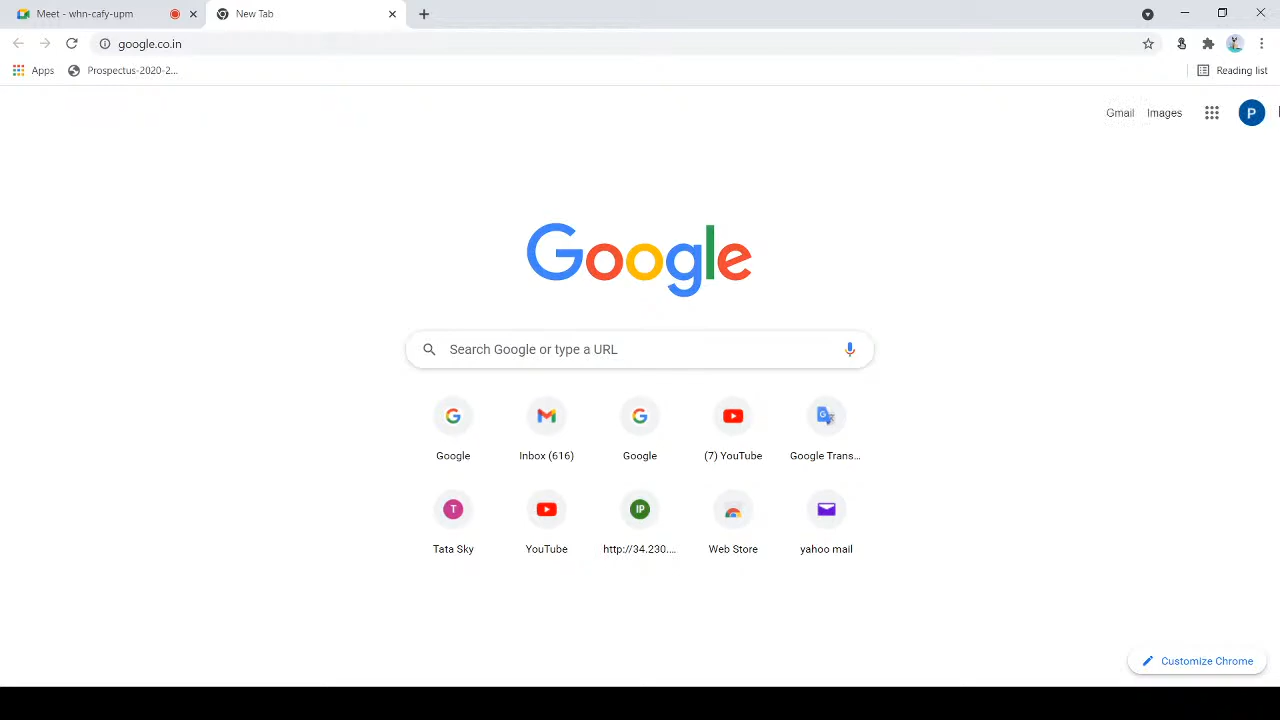 Meet - whn-cafy-upm
New Tab
google.co.in
Apps
Prospectus-2020-2...
Reading list
Gmail Images
P
Google
Search Google or type a URL
G G
Google Inbox (616) Google (7) YouTube Google Trans...
T IP
Tata Sky YouTube http://34.230.... Web Store yahoo mail
Customize Chrome